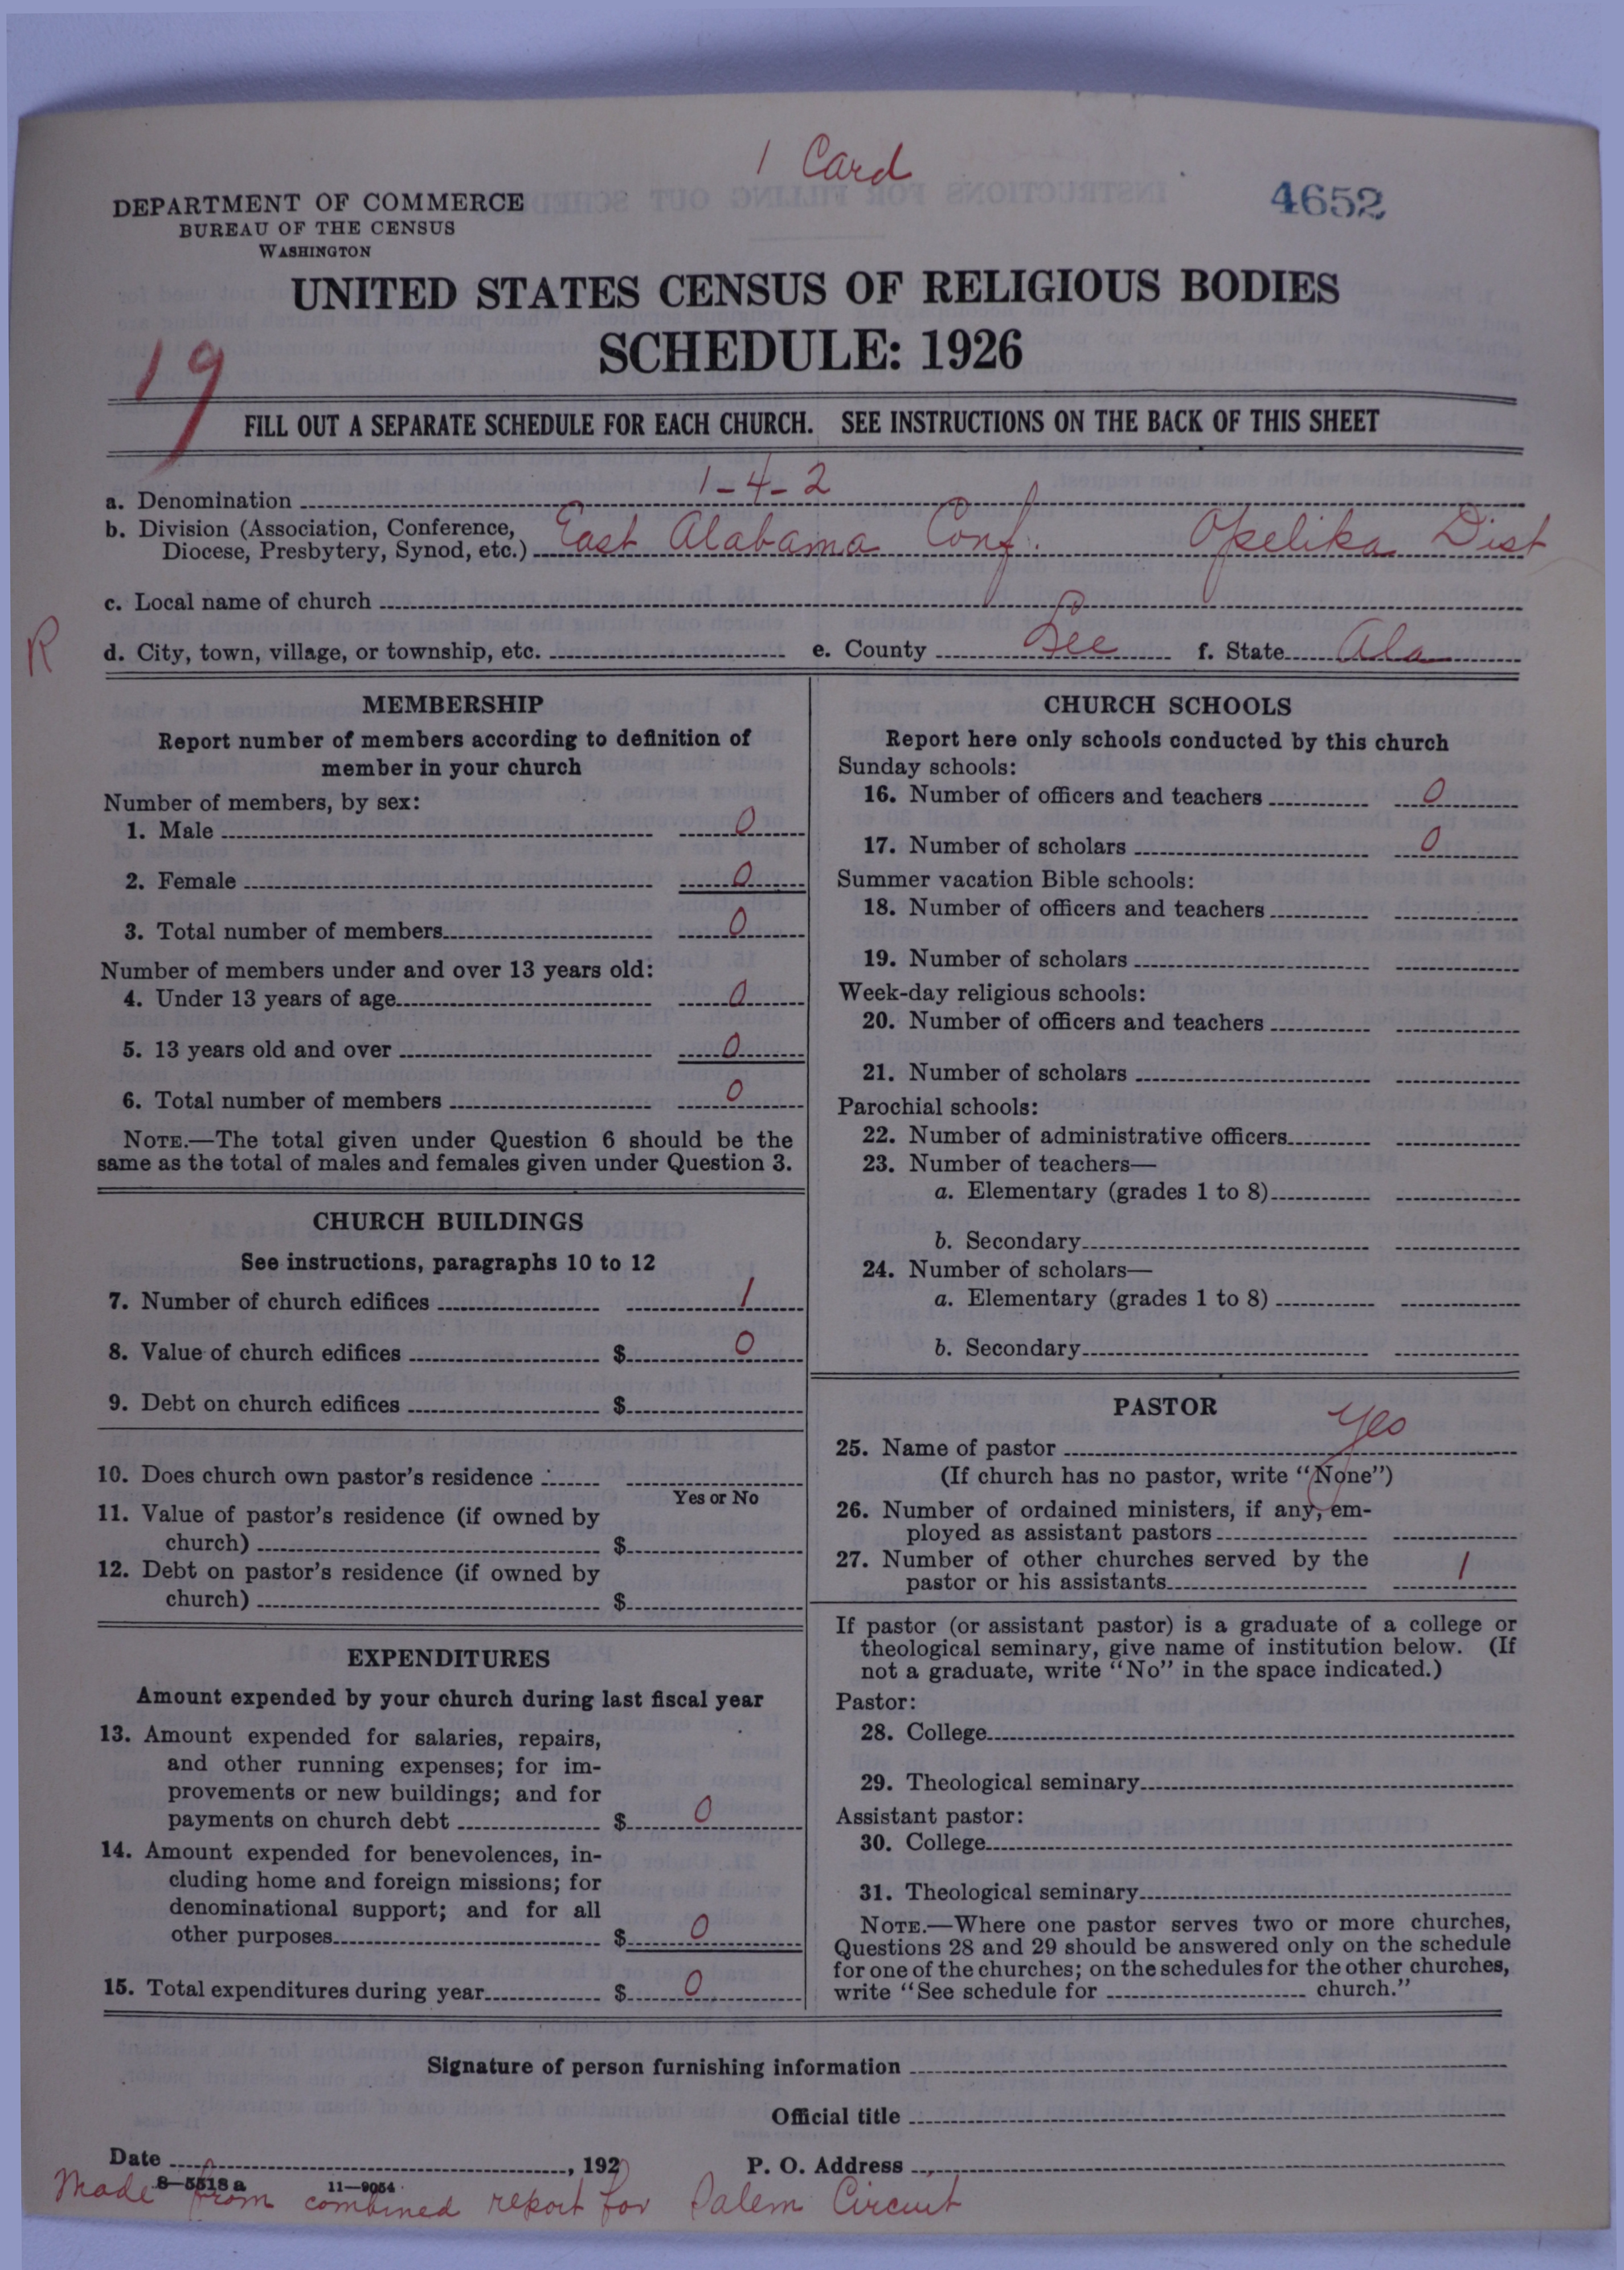 1 Card
4652
DEPARTMENT OF COMMERCE
BUREAU OF THE CENSUS
WASHINGTON
UNITED STATES CENSUS OF RELIGIOUS BODIES
SCHEDULE: 1926
19
FILL OUT A SEPARATE SCHEDULE FOR EACH CHURCH. SEE INSTRUCTIONS ON THE BACK OF THIS SHEET
a. Denomination 1-4-2
b. Division (Association, Conference,
Diocese, Presbytery, Synod, etc.) East Alabama Conf. Opelika Dist
c. Local name of church
R
d. City, town, village, or township, etc. e. County Lee f. State Ala
MEMBERSHIP
Report number of members according to definition of
member in your church
Number of members, by sex:
1. Male 0
2. Female 0
3. Total number of members 0
Number of members under and over 13 years old:
4. Under 13 years of age 0
5. 13 years old and over 0
6. Total number of members 0
NOTE.—The total given under Question 6 should be the
same as the total of males and females given under Question 3.
CHURCH BUILDINGS
See instructions, paragraphs 10 to 12
7. Number of church edifices 1
8. Value of church edifices $ 0
9. Debt on church edifices $
10. Does church own pastor's residence
Yes or No
11. Value of pastor's residence (if owned by
church) $
12. Debt on pastor's residence (if owned by
church) $
EXPENDITURES
Amount expended by your church during last fiscal year
13. Amount expended for salaries, repairs,
and other running expenses; for im-
provements or new buildings; and for
payments on church debt $ 0
14. Amount expended for benevolences, in-
cluding home and foreign missions; for
denominational support; and for all
other purposes $ 0
15. Total expenditures during year $ 0
CHURCH SCHOOLS
Report here only schools conducted by this church
Sunday schools:
16. Number of officers and teachers 0
17. Number of scholars 0
Summer vacation Bible schools:
18. Number of officers and teachers
19. Number of scholars
Week-day religious schools:
20. Number of officers and teachers
21. Number of scholars
Parochial schools:
22. Number of administrative officers
23. Number of teachers—
a. Elementary (grades 1 to 8)
b. Secondary
24. Number of scholars—
a. Elementary (grades 1 to 8)
b. Secondary
PASTOR
25. Name of pastor Yes
(If church has no pastor, write "None")
26. Number of ordained ministers, if any, em-
ployed as assistant pastors
27. Number of other churches served by the
pastor or his assistants 1
If pastor (or assistant pastor) is a graduate of a college or
theological seminary, give name of institution below. (If
not a graduate, write "No" in the space indicated.)
Pastor:
28. College
29. Theological seminary
Assistant pastor:
30. College
31. Theological seminary
NOTE.—Where one pastor serves two or more churches,
Questions 28 and 29 should be answered only on the schedule
for one of the churches; on the schedules for the other churches,
write "See schedule for church."
Signature of person furnishing information
Official title
Date , 192 P. O. Address
8—5518 a 11—9054
Made from combined report for Salem Circuit